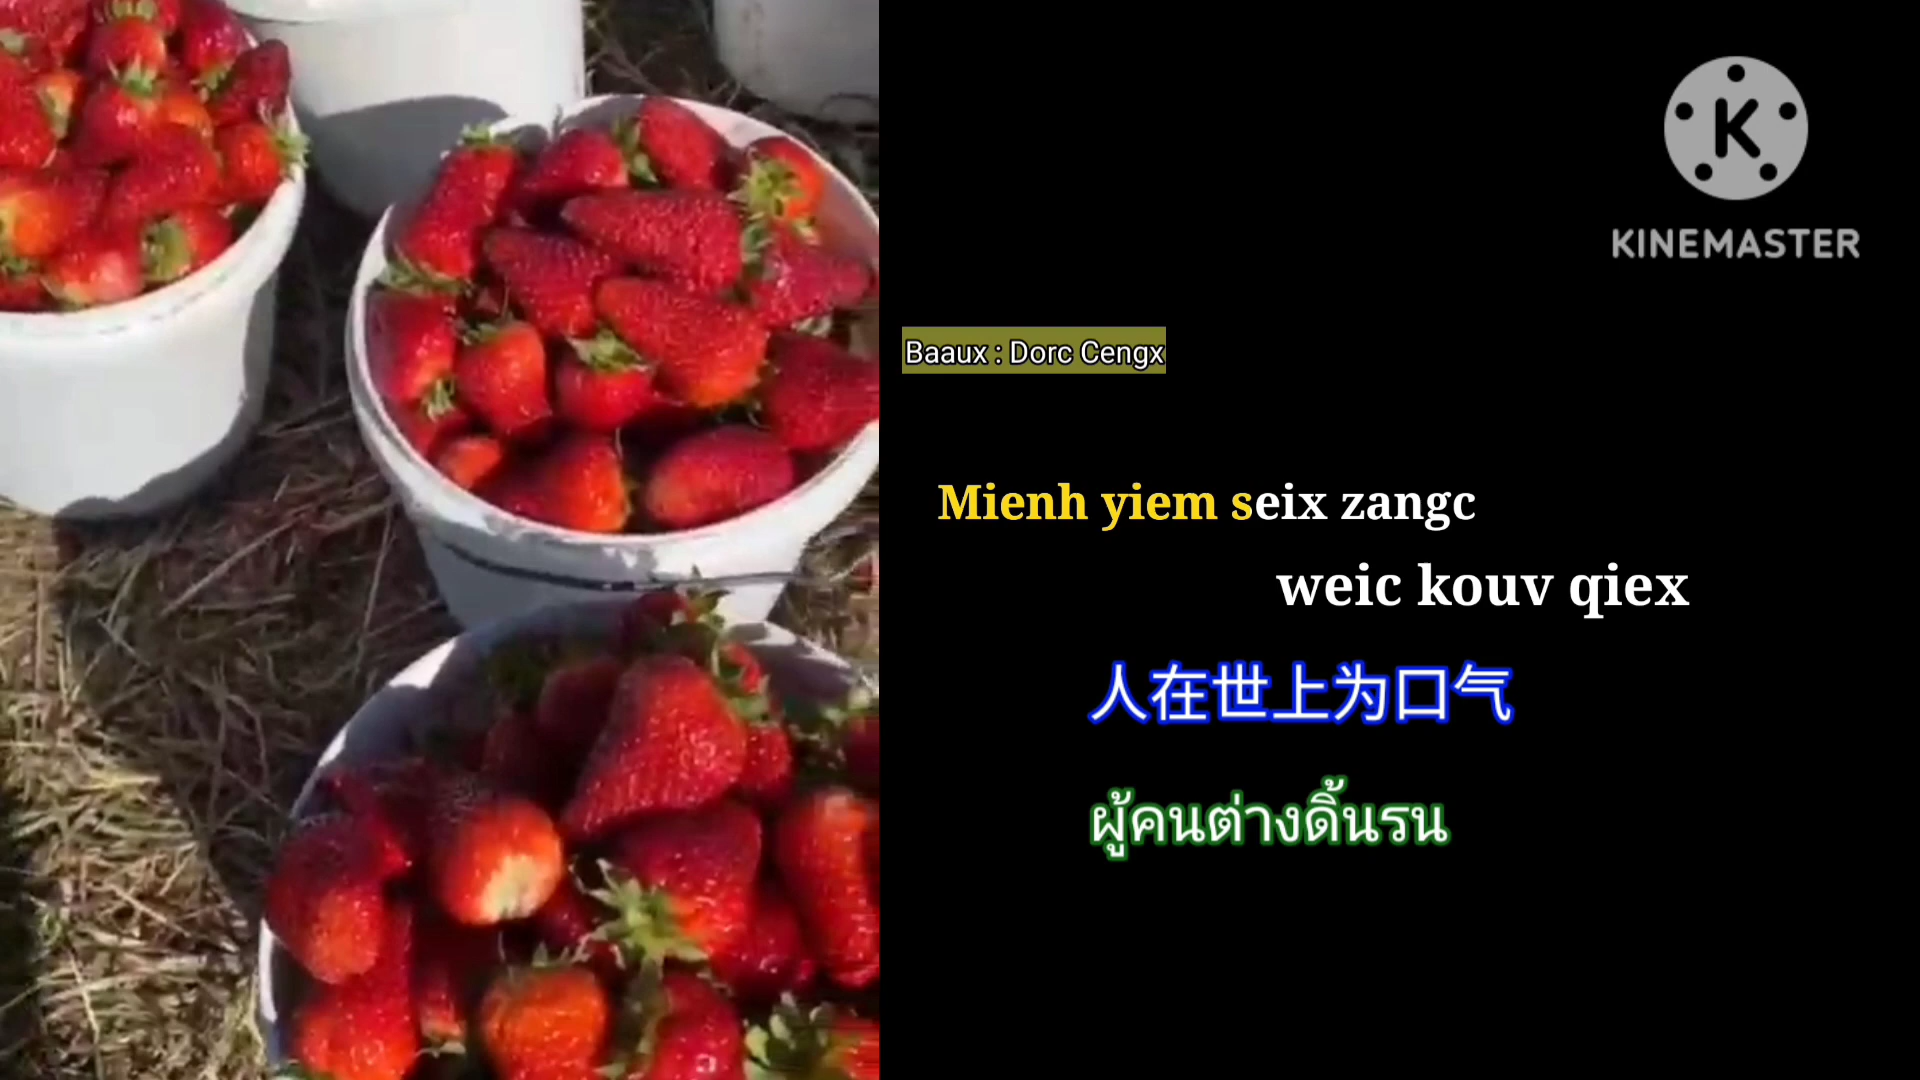 KINEMASTER
Baaux : Dorc Cengx
Mienh yiem seix zangc
weic kouv qiex
人在世上为口气
ผู้คนต่างดิ้นรน